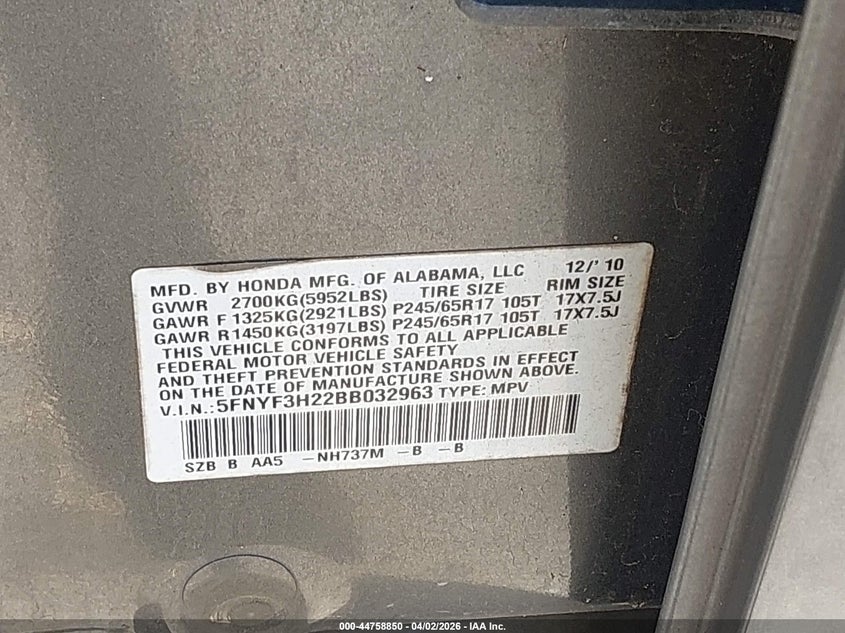 MFD. BY HONDA MFG. OF ALABAMA, LLC 12/'10
GVWR 2700KG(5952LBS) TIRE SIZE RIM SIZE
GAWR F 1325KG(2921LBS) P245/65R17 105T 17X7.5J
GAWR R 1450KG(3197LBS) P245/65R17 105T 17X7.5J
THIS VEHICLE CONFORMS TO ALL APPLICABLE
FEDERAL MOTOR VEHICLE SAFETY
AND THEFT PREVENTION STANDARDS IN EFFECT
ON THE DATE OF MANUFACTURE SHOWN ABOVE.
V.I.N.:5FNYF3H22BB032963 TYPE: MPV
SZB B AA5 -NH737M -B -B
000-44758850 - 04/02/2026 - IAA Inc.